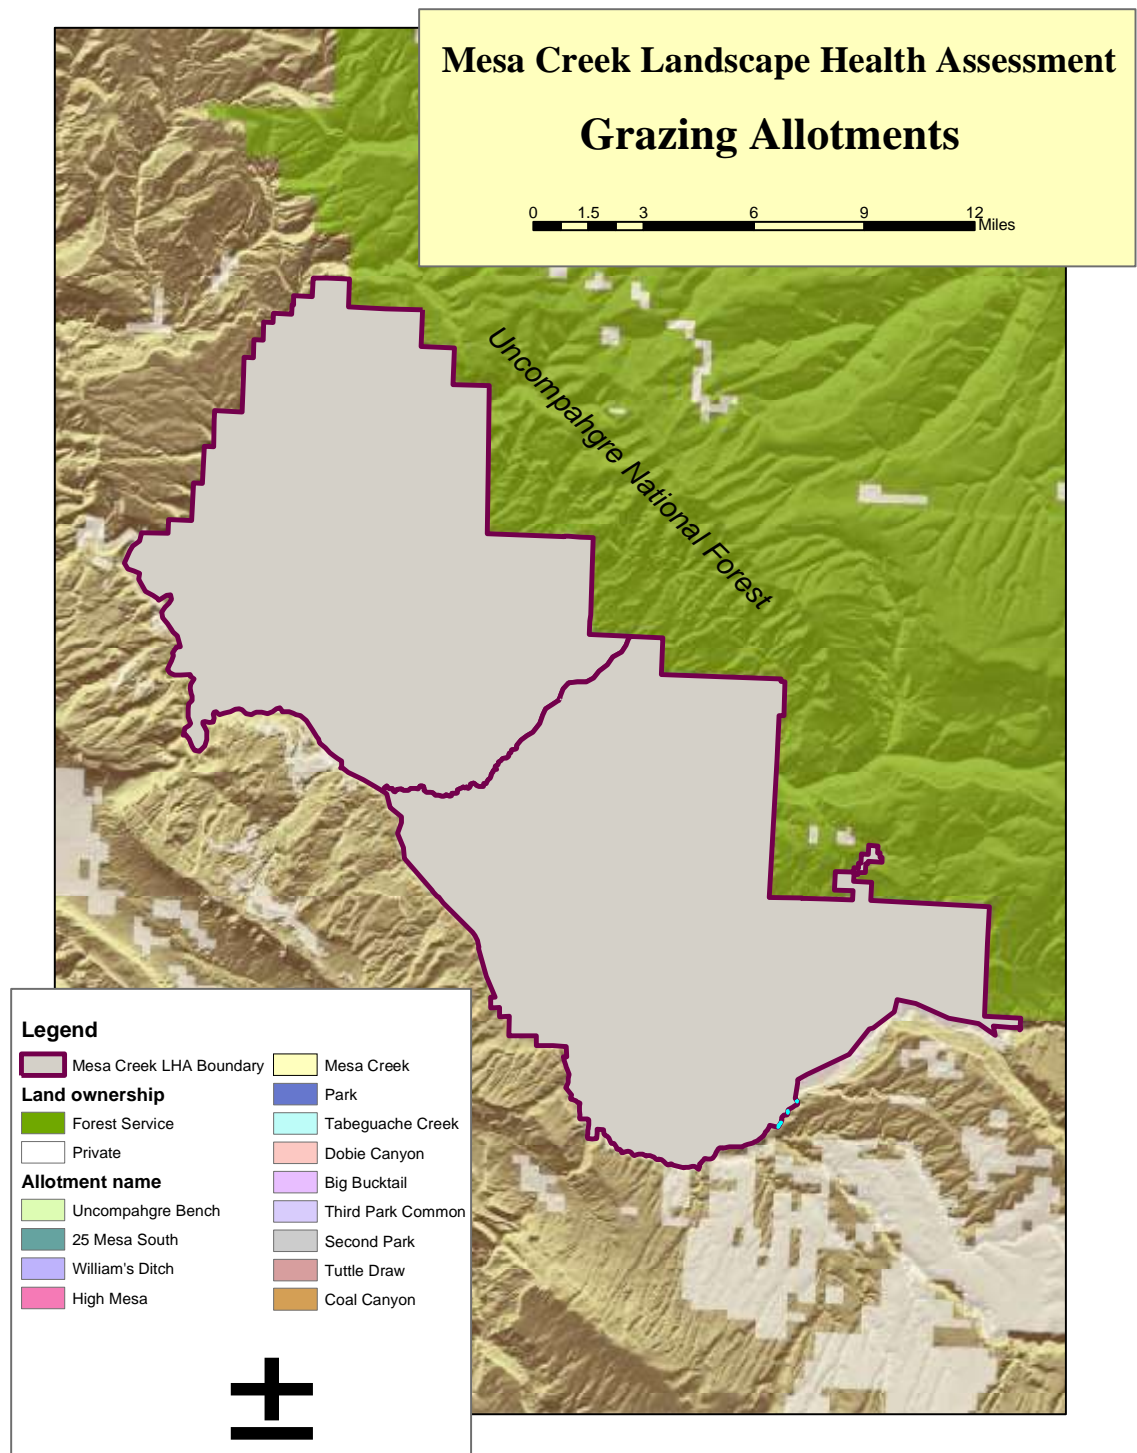 Mesa Creek Landscape Health Assessment
Grazing Allotments
0 1.5 3 6 9 12
Miles
Uncompahgre National Forest
Legend
Mesa Creek LHA Boundary
Land ownership
Forest Service
Private
Allotment name
Uncompahgre Bench
25 Mesa South
William's Ditch
High Mesa
Mesa Creek
Park
Tabeguache Creek
Dobie Canyon
Big Bucktail
Third Park Common
Second Park
Tuttle Draw
Coal Canyon